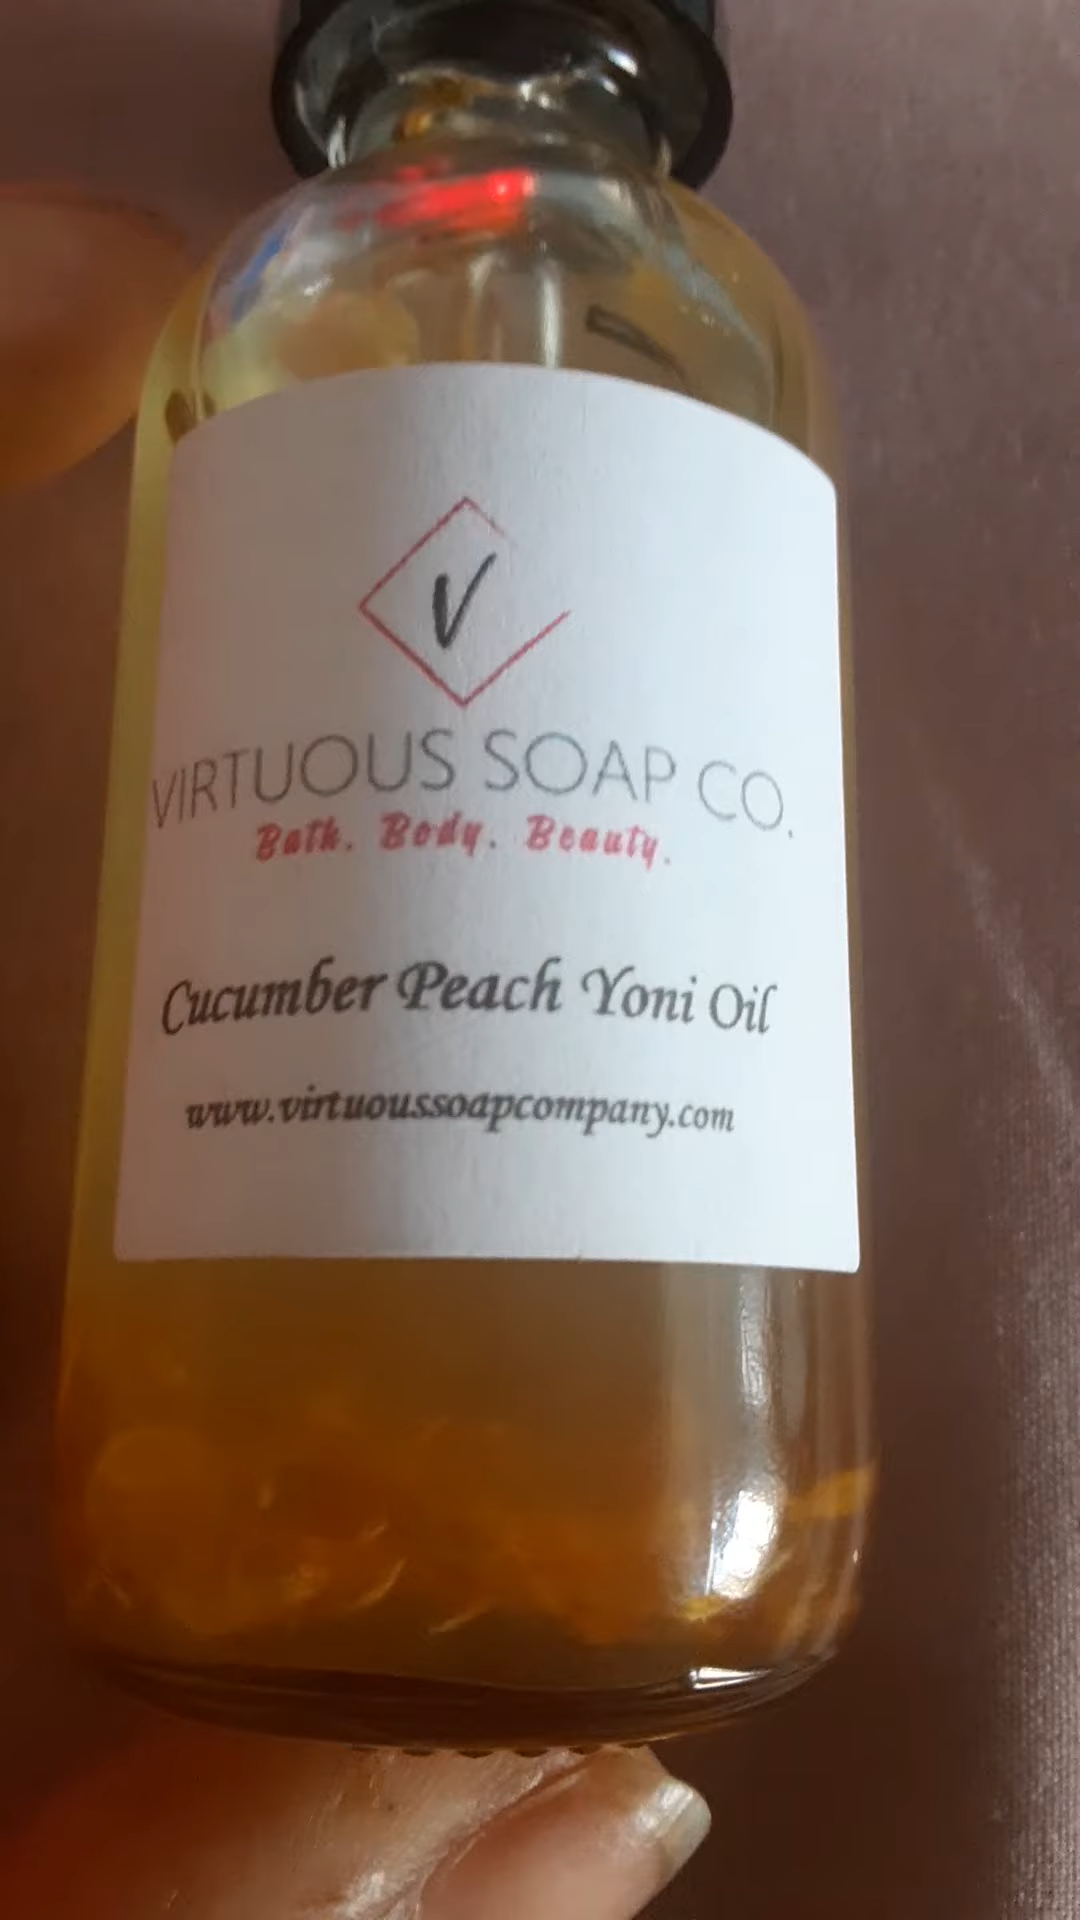 V
VIRTUOUS SOAP CO.
Bath. Body. Beauty.
Cucumber Peach Yoni Oil
www.virtuoussoapcompany.com